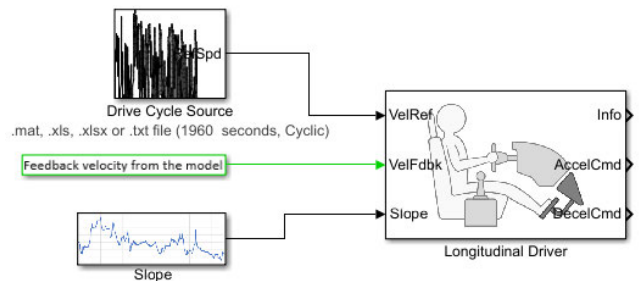 RefSpd
Drive Cycle Source
.mat, .xls, .xlsx or .txt file (1960 seconds, Cyclic)
Feedback velocity from the model
Slope
VelRef
VelFdbk
Slope
Info
AccelCmd
DecelCmd
Longitudinal Driver